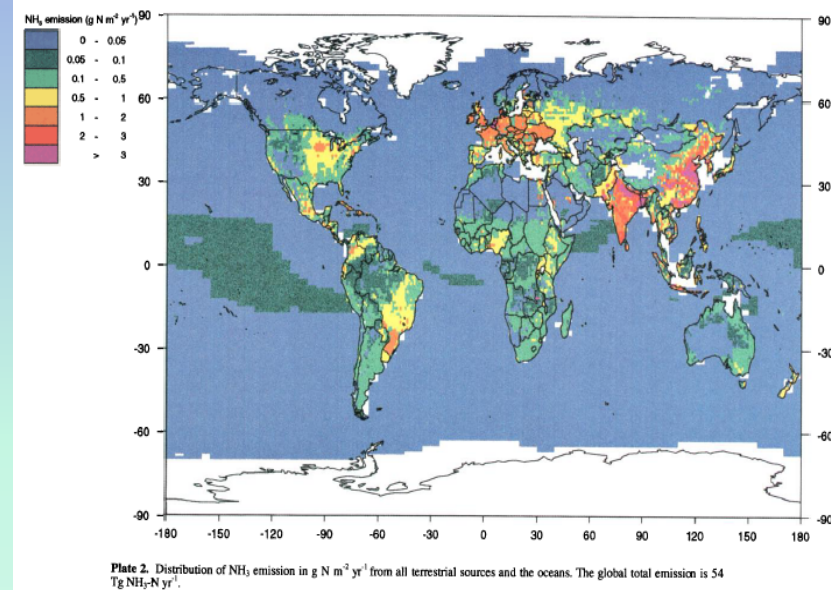 NH₃ emission (g N m⁻² yr⁻¹)
0 - 0.05
0.05 - 0.1
0.1 - 0.5
0.5 - 1
1 - 2
2 - 3
> 3
90 90
60 60
30 30
0 0
-30 -30
-60 -60
-90 -90
-180 -150 -120 -90 -60 -30 0 30 60 90 120 150 180
Plate 2. Distribution of NH₃ emission in g N m⁻² yr⁻¹ from all terrestrial sources and the oceans. The global total emission is 54
Tg NH₃-N yr⁻¹.